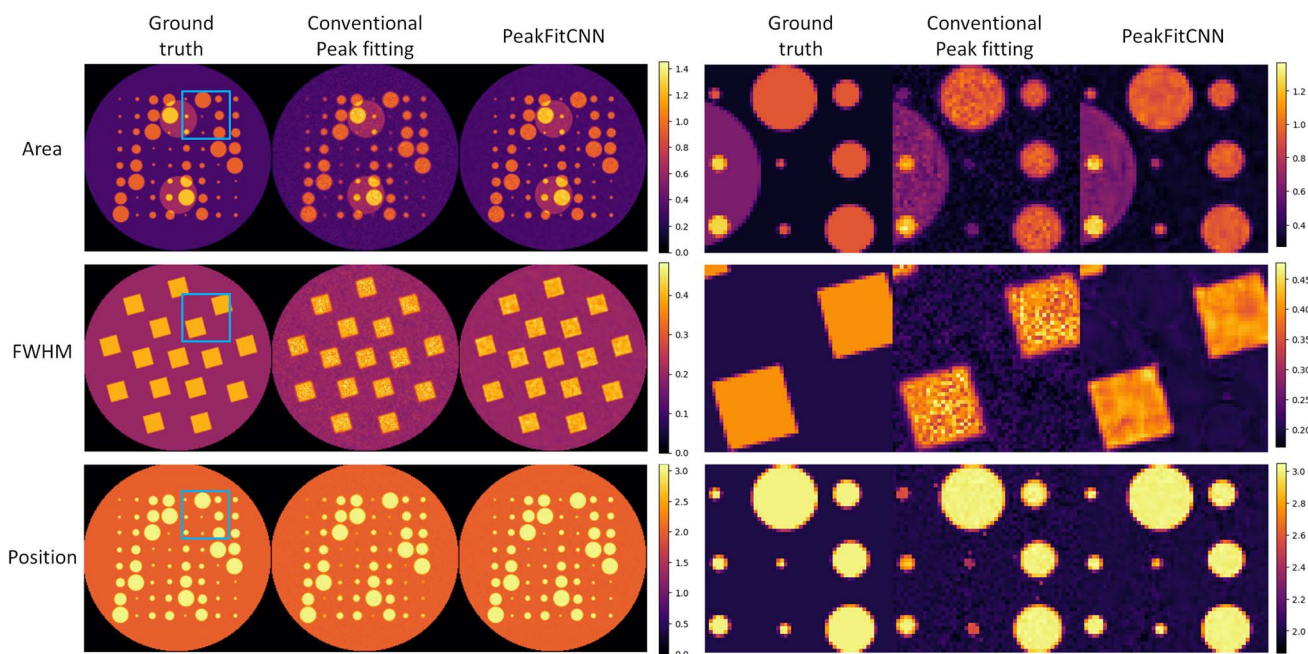 Ground
truth
Conventional
Peak fitting
PeakFitCNN
Ground
truth
Conventional
Peak fitting
PeakFitCNN
Area
1.4
1.2
1.0
0.8
0.6
0.4
0.2
0.0
1.2
1.0
0.8
0.6
0.4
FWHM
0.4
0.3
0.2
0.1
0.0
0.45
0.40
0.35
0.30
0.25
0.20
Position
3.0
2.5
2.0
1.5
1.0
0.5
0.0
3.0
2.8
2.6
2.4
2.2
2.0